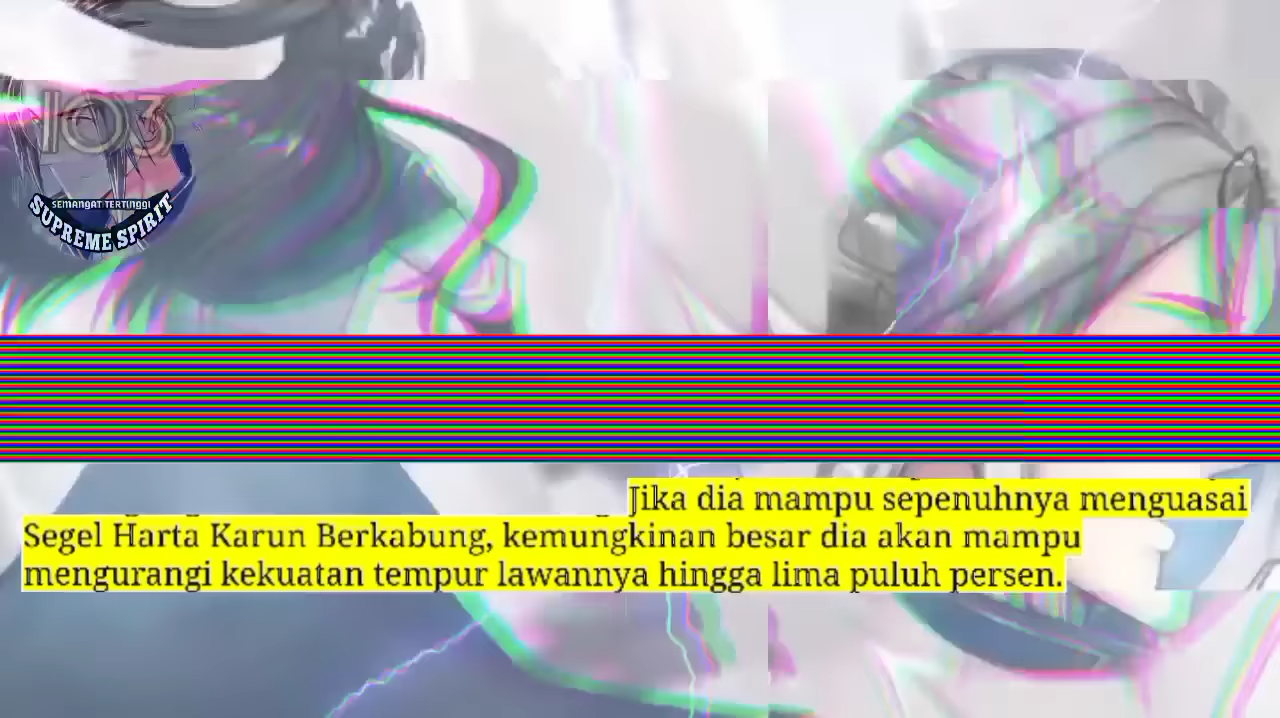 103
SEMANGAT TERTINGGI
SUPREME SPIRIT
Jika dia mampu sepenuhnya menguasai
Segel Harta Karun Berkabung, kemungkinan besar dia akan mampu
mengurangi kekuatan tempur lawannya hingga lima puluh persen.